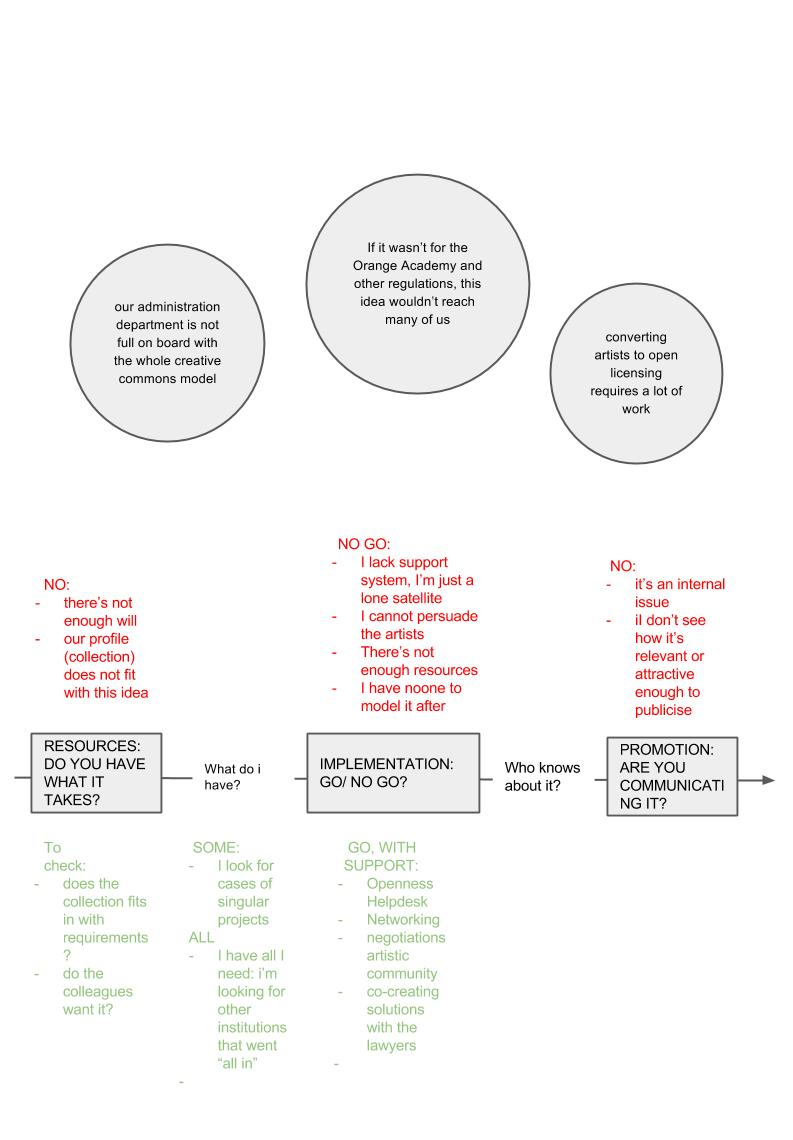 our administration
department is not
full on board with
the whole creative
commons model
If it wasn't for the
Orange Academy and
other regulations, this
idea wouldn't reach
many of us
converting
artists to open
licensing
requires a lot of
work
NO:
- there's not
enough will
- our profile
(collection)
does not fit
with this idea
NO GO:
- I lack support
system, I'm just a
lone satellite
- I cannot persuade
the artists
- There's not
enough resources
- I have noone to
model it after
NO:
- it's an internal
issue
- iI don't see
how it's
relevant or
attractive
enough to
publicise
RESOURCES:
DO YOU HAVE
WHAT IT
TAKES?
What do i
have?
IMPLEMENTATION:
GO/ NO GO?
Who knows
about it?
PROMOTION:
ARE YOU
COMMUNICATI
NG IT?
To
check:
- does the
collection fits
in with
requirements
?
- do the
colleagues
want it?
SOME:
- I look for
cases of
singular
projects
ALL
- I have all I
need: i'm
looking for
other
institutions
that went
"all in"
-
GO, WITH
SUPPORT:
- Openness
Helpdesk
- Networking
- negotiations
artistic
community
- co-creating
solutions
with the
lawyers
-